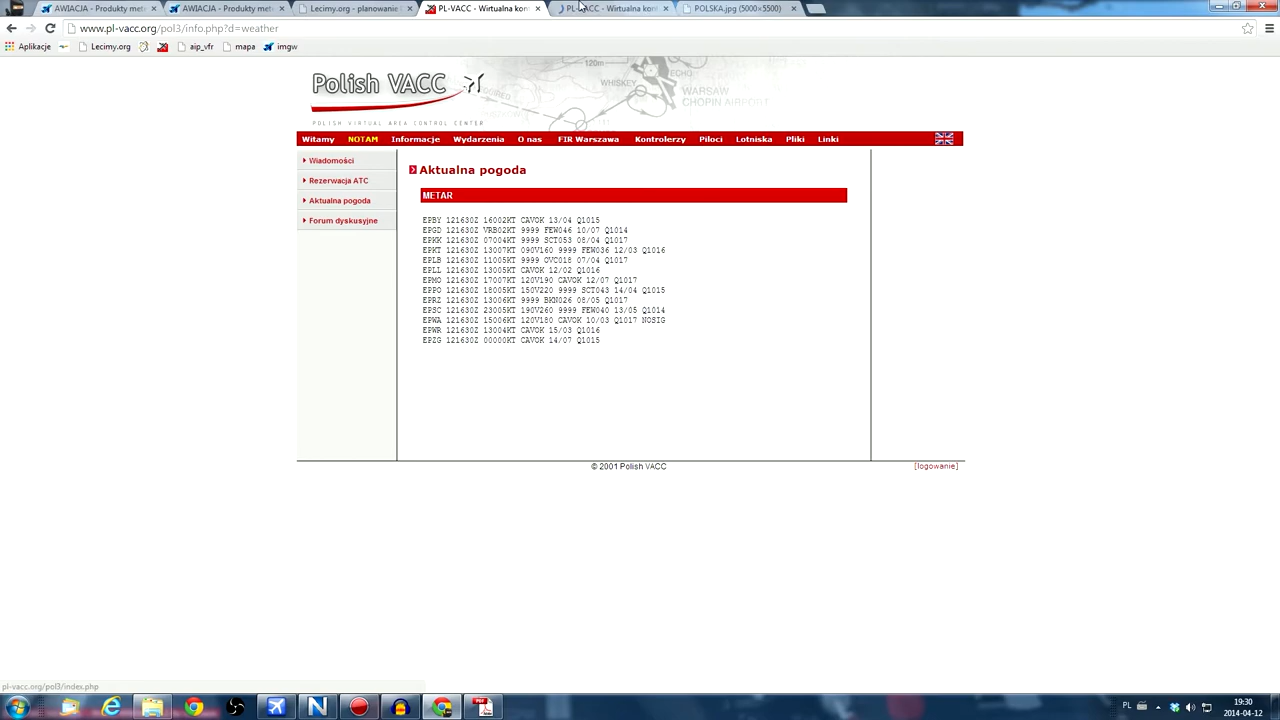 AWIACJA - Produkty mete
AWIACJA - Produkty mete
Lecimy.org - planowanie l
PL-VACC - Wirtualna kon
PL-VACC - Wirtualna kon
POLSKA.jpg (5000×5500)
www.pl-vacc.org/pol3/info.php?d=weather
Aplikacje
Lecimy.org
aip_vfr
mapa
imgw
Polish VACC
POLISH VIRTUAL AREA CONTROL CENTER
120m
WHISKEY
ECHO
WARSAW
CHOPIN AIRPORT
Witamy NOTAM Informacje Wydarzenia O nas FIR Warszawa Kontrolerzy Piloci Lotniska Pliki Linki
Wiadomości
Rezerwacja ATC
Aktualna pogoda
Forum dyskusyjne
Aktualna pogoda
METAR
EPBY 121630Z 16002KT CAVOK 13/04 Q1015
EPGD 121630Z VRB02KT 9999 FEW046 10/07 Q1014
EPKK 121630Z 07004KT 9999 SCT053 08/04 Q1017
EPKT 121630Z 13007KT 090V160 9999 FEW036 12/03 Q1016
EPLB 121630Z 11005KT 9999 OVC018 07/04 Q1017
EPLL 121630Z 13005KT CAVOK 12/02 Q1016
EPMO 121630Z 17007KT 120V190 CAVOK 12/07 Q1017
EPPO 121630Z 18005KT 150V220 9999 SCT043 14/04 Q1015
EPRZ 121630Z 13006KT 9999 BKN026 08/05 Q1017
EPSC 121630Z 23005KT 190V260 9999 FEW040 13/05 Q1014
EPWA 121630Z 15006KT 120V180 CAVOK 10/03 Q1017 NOSIG
EPWR 121630Z 13004KT CAVOK 15/03 Q1016
EPZG 121630Z 00000KT CAVOK 14/07 Q1015
© 2001 Polish VACC
[logowanie]
pl-vacc.org/pol3/index.php
PL
19:30
2014-04-12